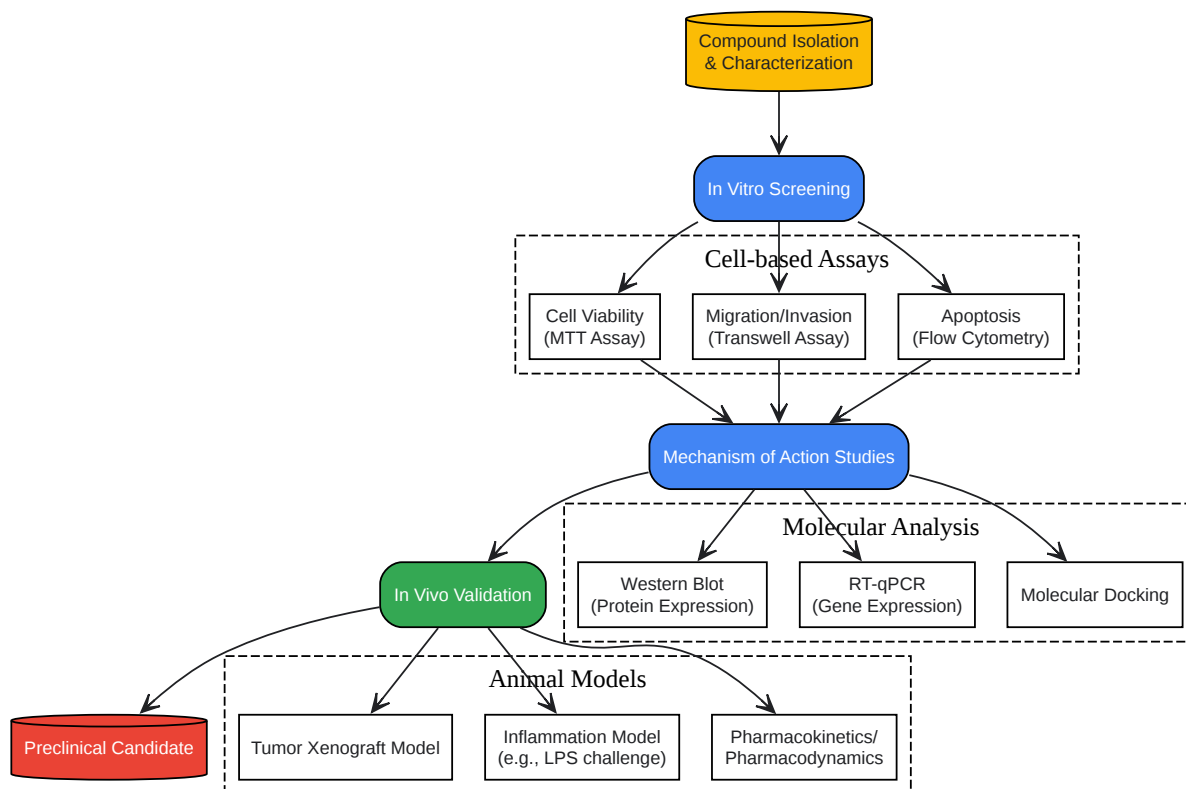 Compound Isolation
& Characterization
In Vitro Screening
Cell-based Assays
Cell Viability
(MTT Assay)
Migration/Invasion
(Transwell Assay)
Apoptosis
(Flow Cytometry)
Mechanism of Action Studies
Molecular Analysis
Western Blot
(Protein Expression)
RT-qPCR
(Gene Expression)
Molecular Docking
In Vivo Validation
Animal Models
Preclinical Candidate
Tumor Xenograft Model
Inflammation Model
(e.g., LPS challenge)
Pharmacokinetics/
Pharmacodynamics